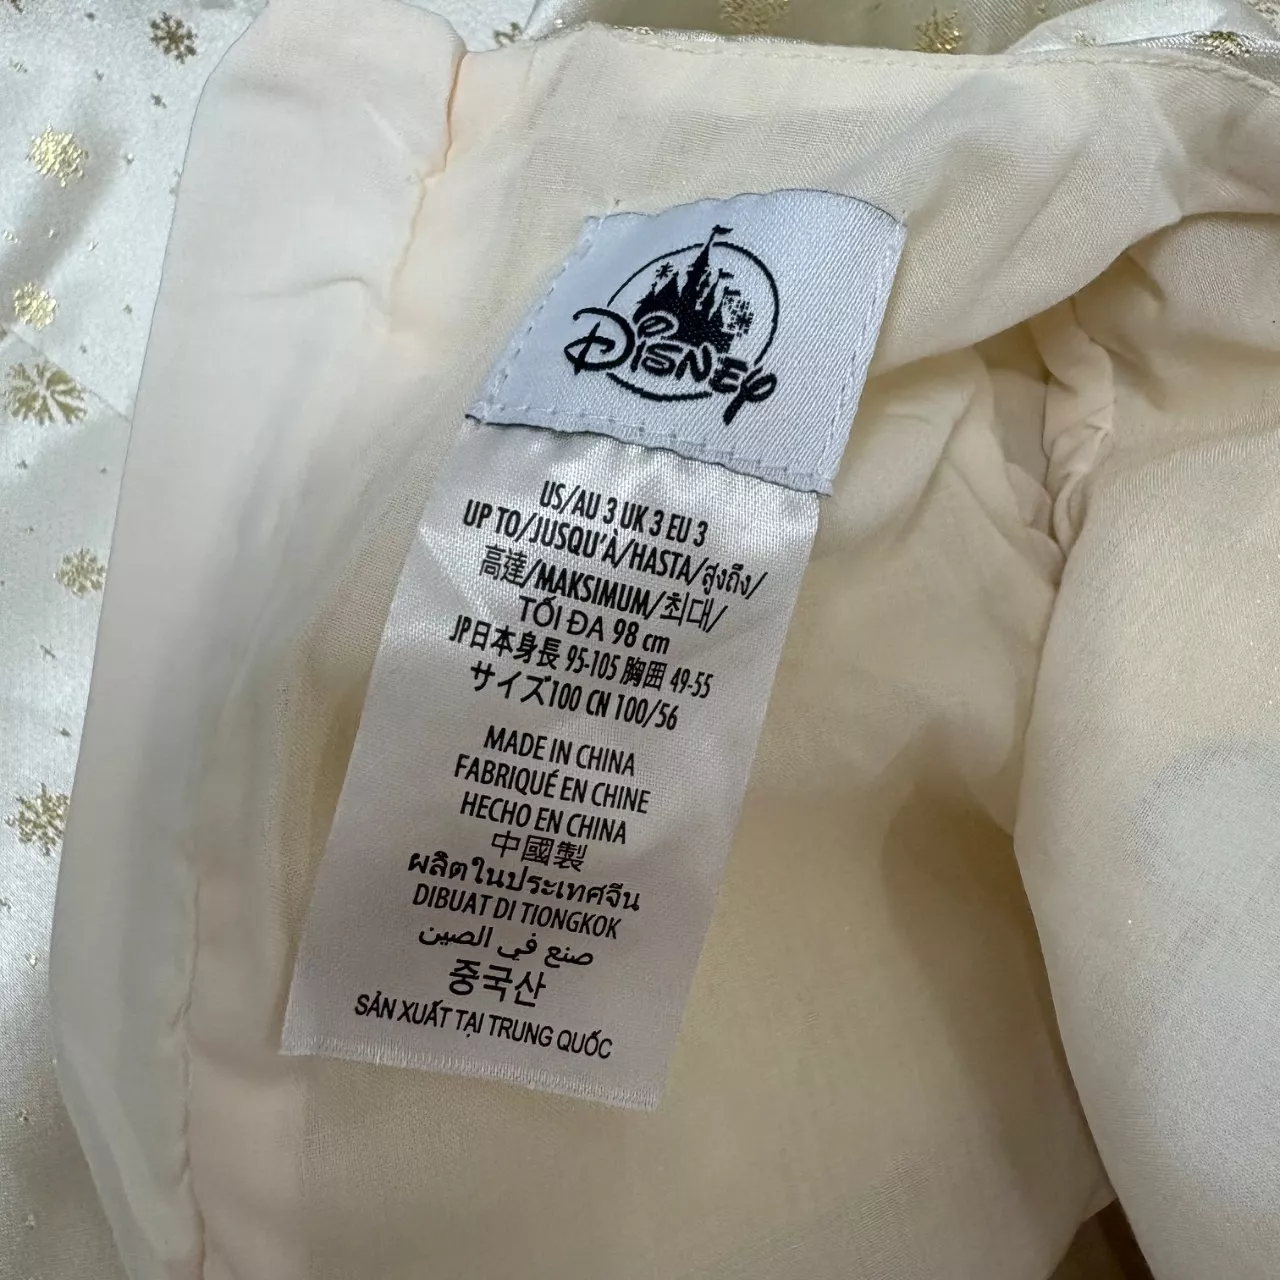 Disney
US/AU 3 UK 3 EU 3
UP TO/JUSQU'À/HASTA/สูงถึง/
高達/MAKSIMUM/최대/
TỐI ĐA 98 cm
JP日本身長 95-105 胸囲 49-55
サイズ100 CN 100/56
MADE IN CHINA
FABRIQUÉ EN CHINE
HECHO EN CHINA
中國製
ผลิตในประเทศจีน
DIBUAT DI TIONGKOK
صنع في الصين
중국산
SẢN XUẤT TẠI TRUNG QUỐC